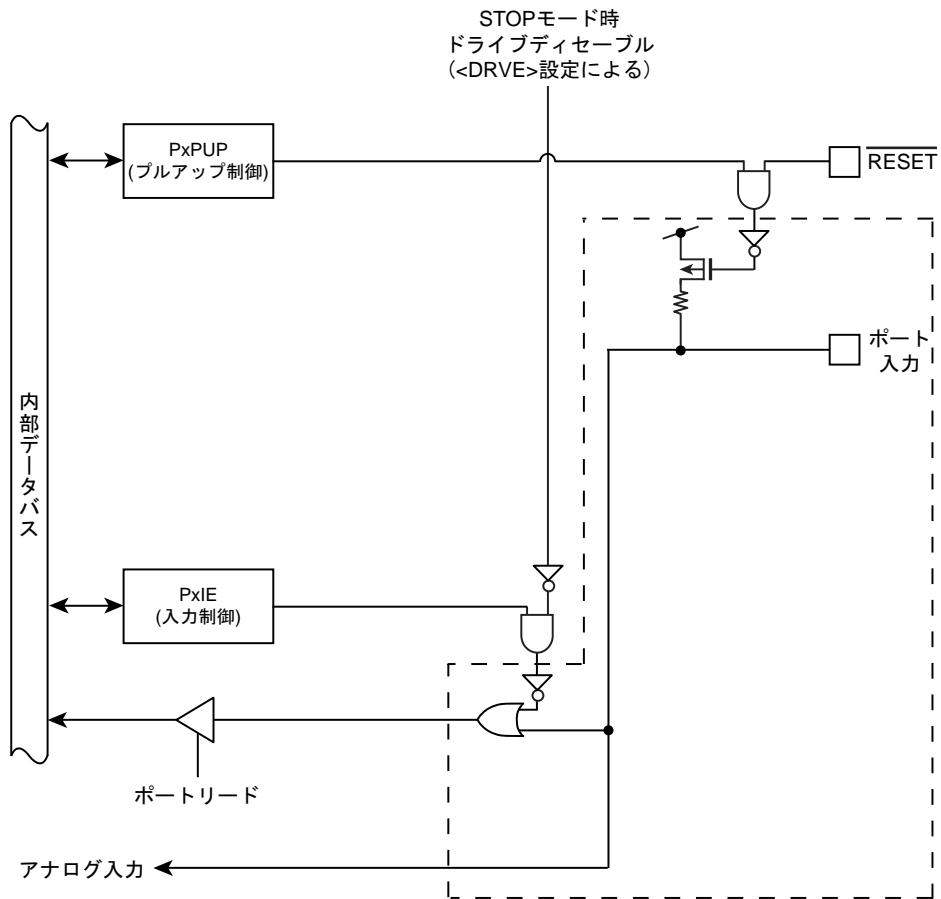 STOPモード時
ドライブディセーブル
(<DRVE>設定による)
PxPUP
(プルアップ制御)
RESET
ポート
入力
内部データバス
PxIE
(入力制御)
ポートリード
アナログ入力